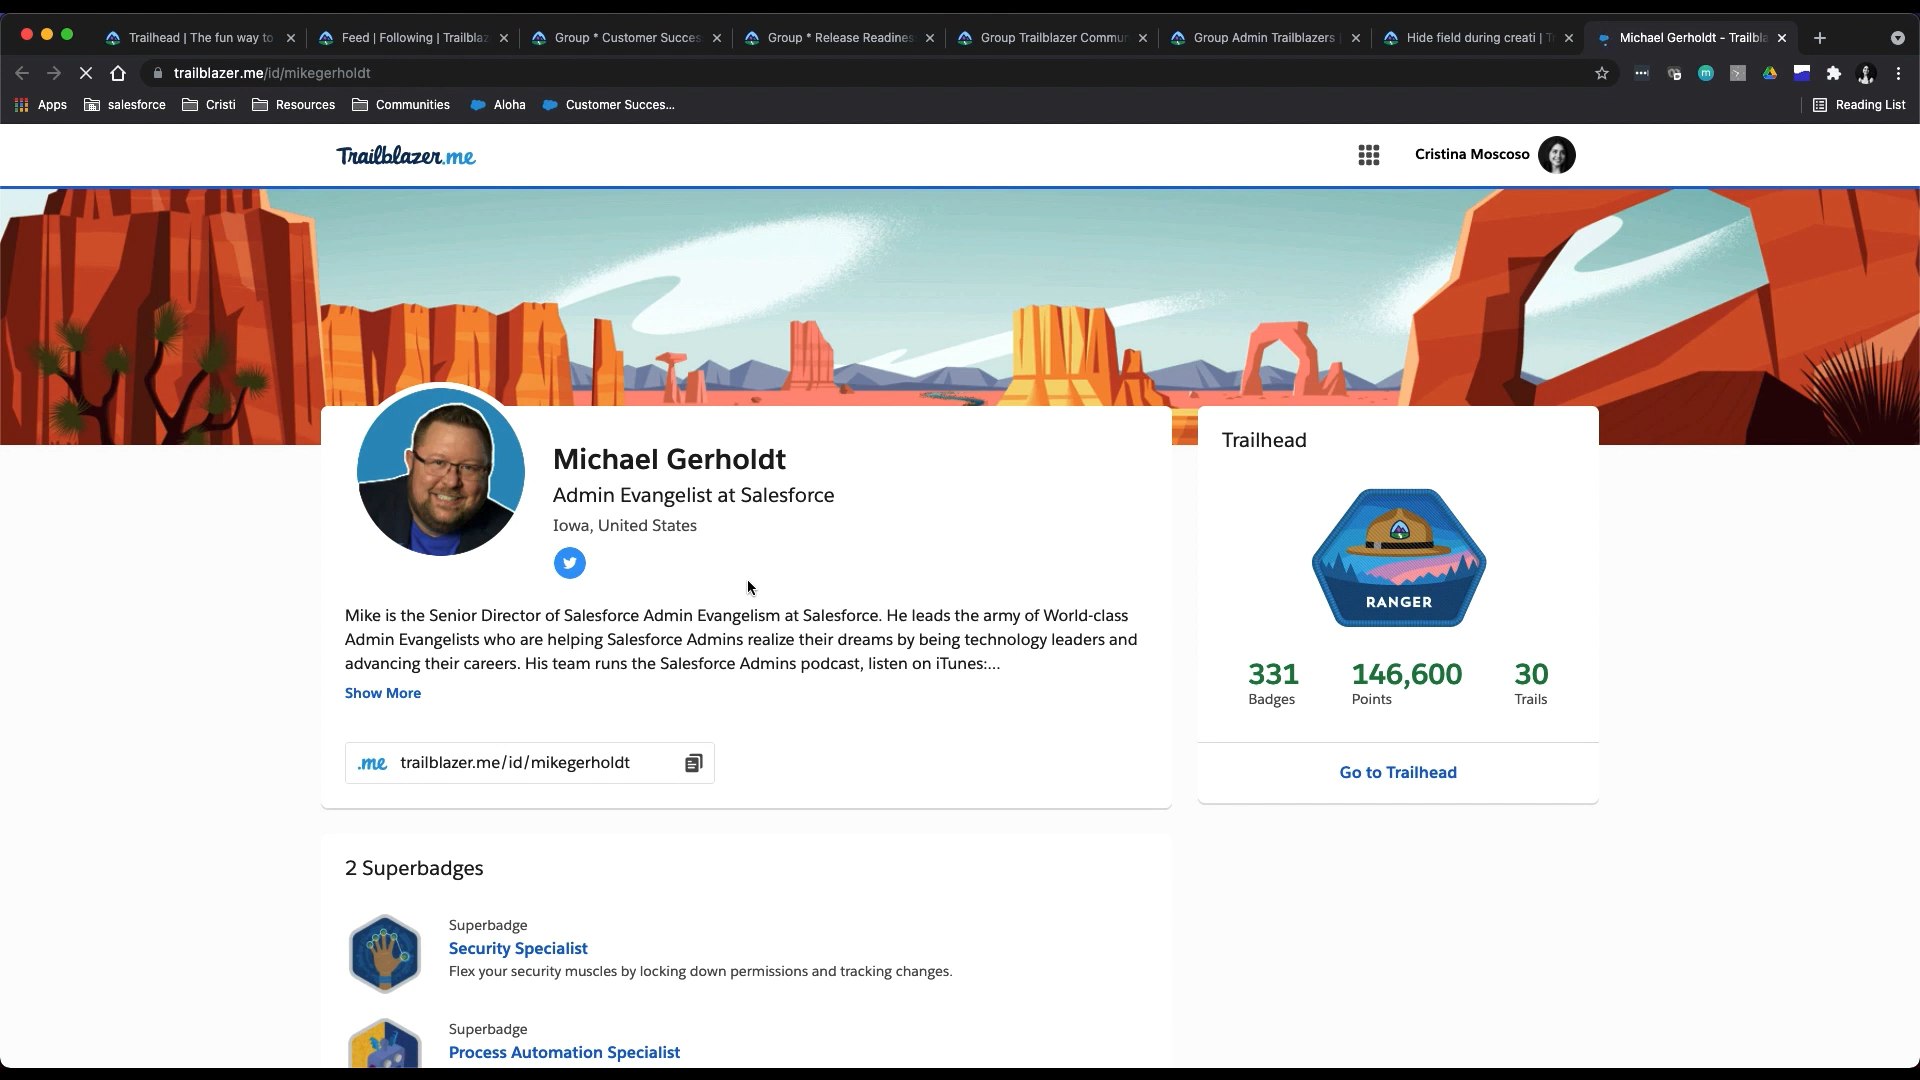 Trailhead | The fun way to
Feed | Following | Trailblaz
Group * Customer Succes
Group * Release Readines
Group Trailblazer Commun
Group Admin Trailblazers |
Hide field during creati | T
Michael Gerholdt - Trailbla
trailblazer.me/id/mikegerholdt
Apps
salesforce
Cristi
Resources
Communities
Aloha
Customer Succes...
Reading List
Trailblazer.me
Cristina Moscoso
Michael Gerholdt
Admin Evangelist at Salesforce
Iowa, United States
Mike is the Senior Director of Salesforce Admin Evangelism at Salesforce. He leads the army of World-class
Admin Evangelists who are helping Salesforce Admins realize their dreams by being technology leaders and
advancing their careers. His team runs the Salesforce Admins podcast, listen on iTunes:...
Show More
.me trailblazer.me/id/mikegerholdt
Trailhead
RANGER
331 146,600 30
Badges Points Trails
Go to Trailhead
2 Superbadges
Superbadge
Security Specialist
Flex your security muscles by locking down permissions and tracking changes.
Superbadge
Process Automation Specialist